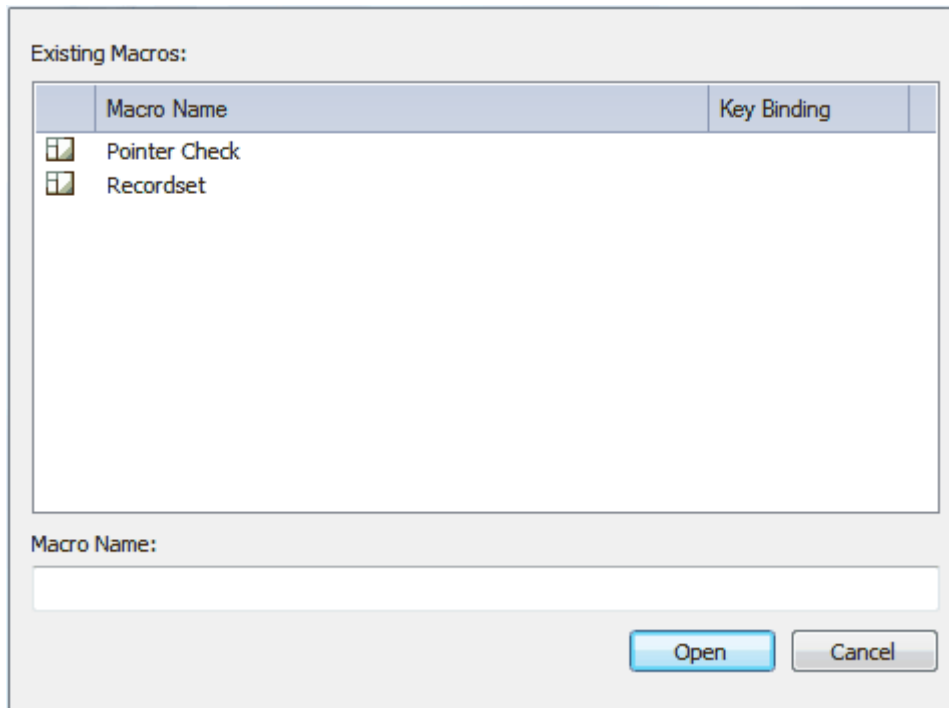 Existing Macros:
Macro Name Key Binding
Pointer Check
Recordset
Macro Name:
Open Cancel